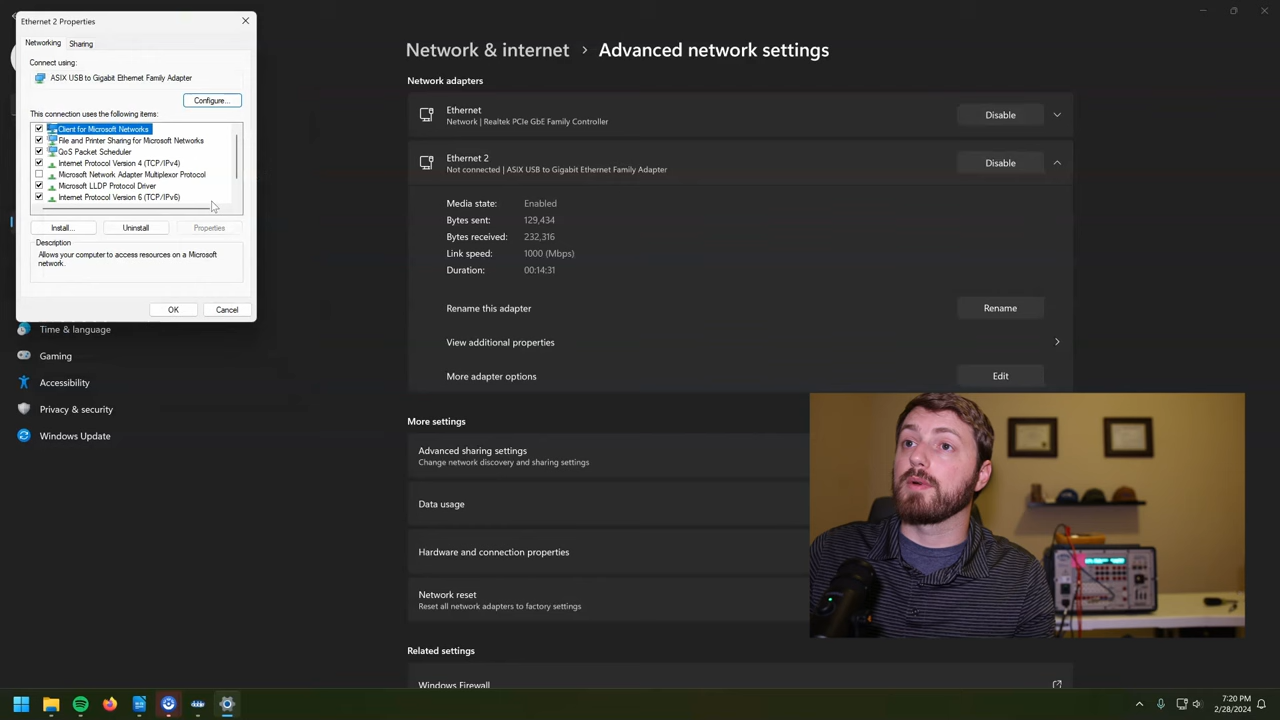 Ethernet 2 Properties
Networking
Sharing
Connect using:
ASIX USB to Gigabit Ethernet Family Adapter
Configure...
This connection uses the following items:
Client for Microsoft Networks
File and Printer Sharing for Microsoft Networks
QoS Packet Scheduler
Internet Protocol Version 4 (TCP/IPv4)
Microsoft Network Adapter Multiplexor Protocol
Microsoft LLDP Protocol Driver
Internet Protocol Version 6 (TCP/IPv6)
Install...
Uninstall
Properties
Description
Allows your computer to access resources on a Microsoft
network.
OK
Cancel
Time & language
Gaming
Accessibility
Privacy & security
Windows Update
Network & internet › Advanced network settings
Network adapters
Ethernet
Network | Realtek PCIe GbE Family Controller
Disable
Ethernet 2
Not connected | ASIX USB to Gigabit Ethernet Family Adapter
Disable
Media state: Enabled
Bytes sent: 129,434
Bytes received: 232,316
Link speed: 1000 (Mbps)
Duration: 00:14:31
Rename this adapter
Rename
View additional properties
More adapter options
Edit
More settings
Advanced sharing settings
Change network discovery and sharing settings
Data usage
Hardware and connection properties
Network reset
Reset all network adapters to factory settings
Related settings
Windows Firewall
7:20 PM
2/28/2024